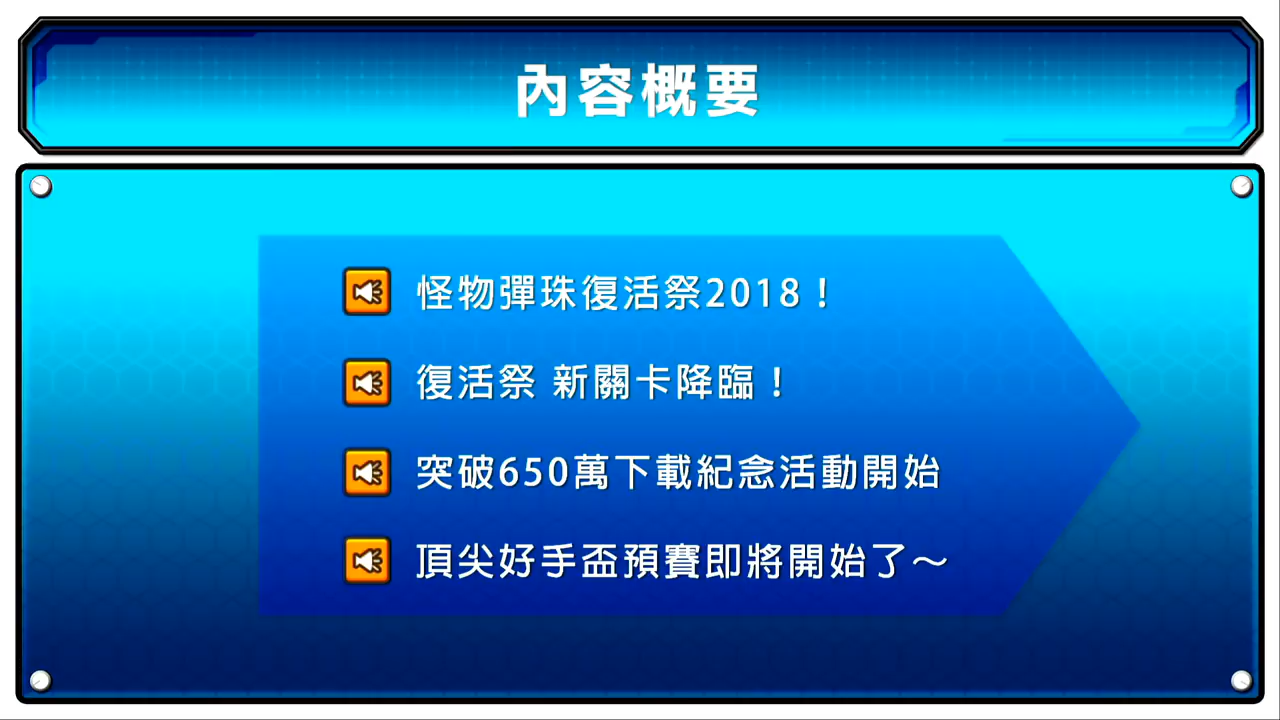 內容概要
怪物彈珠復活祭2018！
復活祭 新關卡降臨！
突破650萬下載紀念活動開始
頂尖好手盃預賽即將開始了～